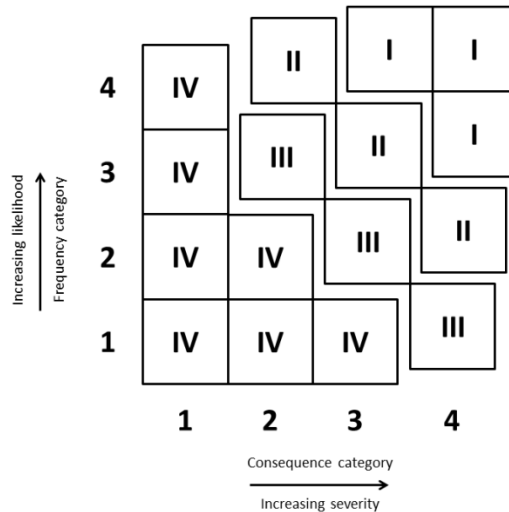 I I
II
4 IV
I
III II
3 IV
II
III
2 IV IV
III
1 IV IV IV
1 2 3 4
Increasing likelihood
Frequency category
Consequence category
Increasing severity